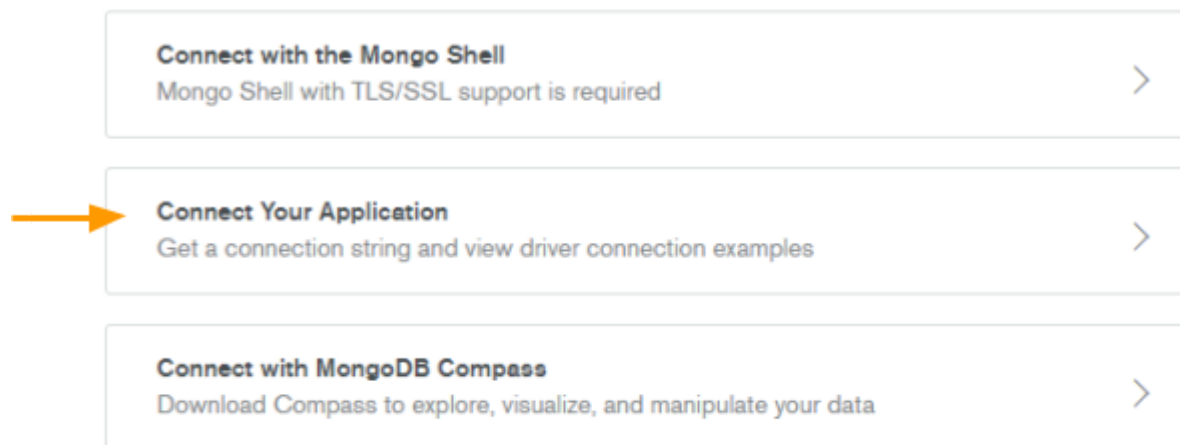 Connect with the Mongo Shell
Mongo Shell with TLS/SSL support is required
Connect Your Application
Get a connection string and view driver connection examples
Connect with MongoDB Compass
Download Compass to explore, visualize, and manipulate your data